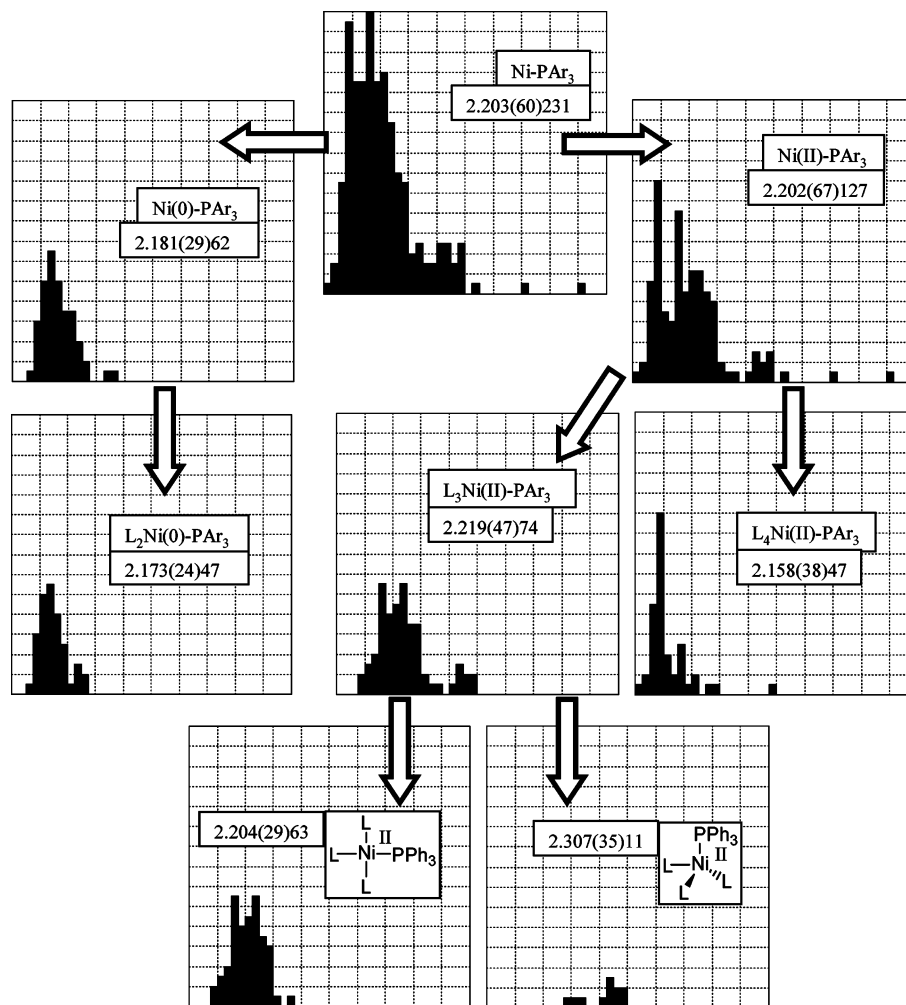 Ni-PAr3
2.203(60)231
Ni(0)-PAr3
2.181(29)62
Ni(II)-PAr3
2.202(67)127
L2Ni(0)-PAr3
2.173(24)47
L3Ni(II)-PAr3
2.219(47)74
L4Ni(II)-PAr3
2.158(38)47
2.204(29)63
L
II
L Ni PPh3
L
2.307(35)11
PPh3
II
L Ni
L L